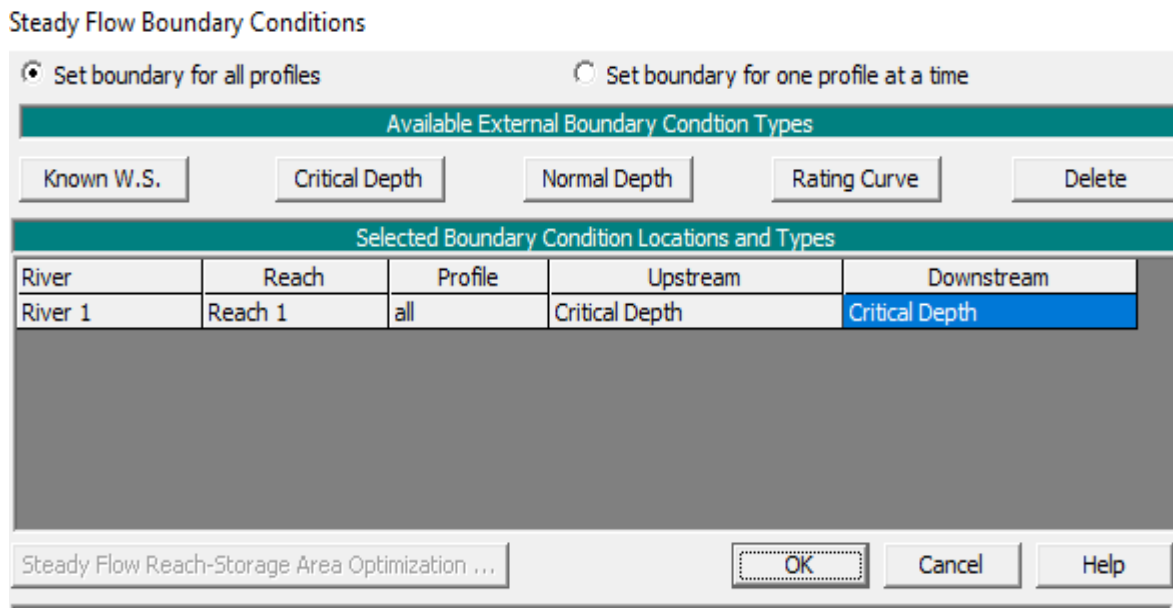 Steady Flow Boundary Conditions
Set boundary for all profiles Set boundary for one profile at a time
Available External Boundary Condtion Types
Known W.S. Critical Depth Normal Depth Rating Curve Delete
Selected Boundary Condition Locations and Types
River Reach Profile Upstream Downstream
River 1 Reach 1 all Critical Depth Critical Depth
Steady Flow Reach-Storage Area Optimization ... OK Cancel Help